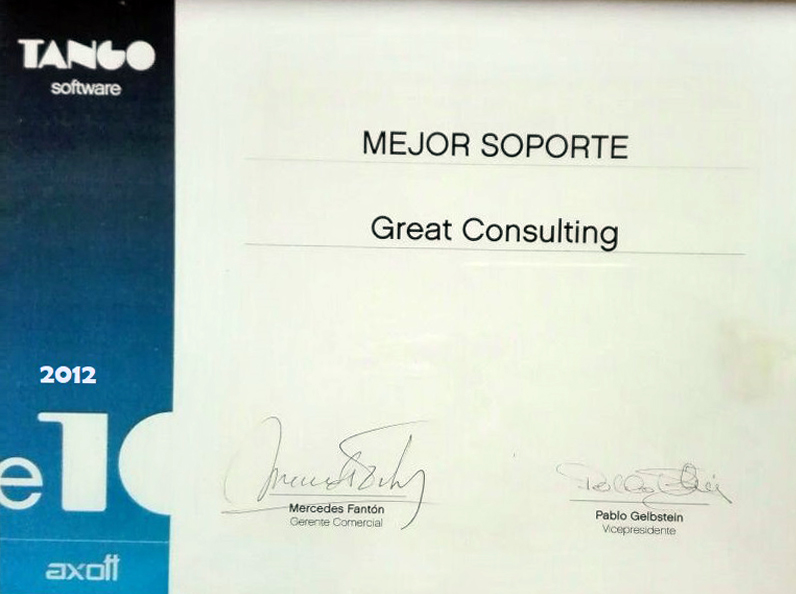 TANGO
software
MEJOR SOPORTE
Great Consulting
2012
e10
axoft
Mercedes Fantón
Gerente Comercial
Pablo Gelbstein
Vicepresidente